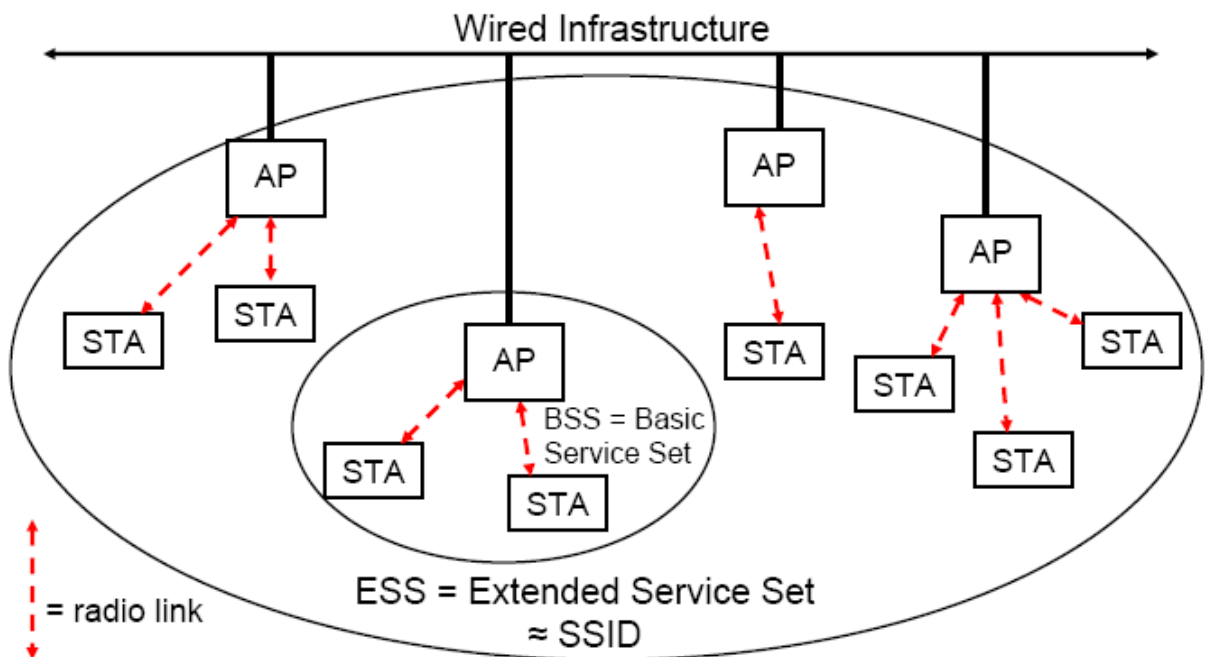 Wired Infrastructure
AP
AP
AP
AP
STA
STA
STA
STA
STA
STA
STA
STA
BSS = Basic
Service Set
ESS = Extended Service Set
≈ SSID
= radio link